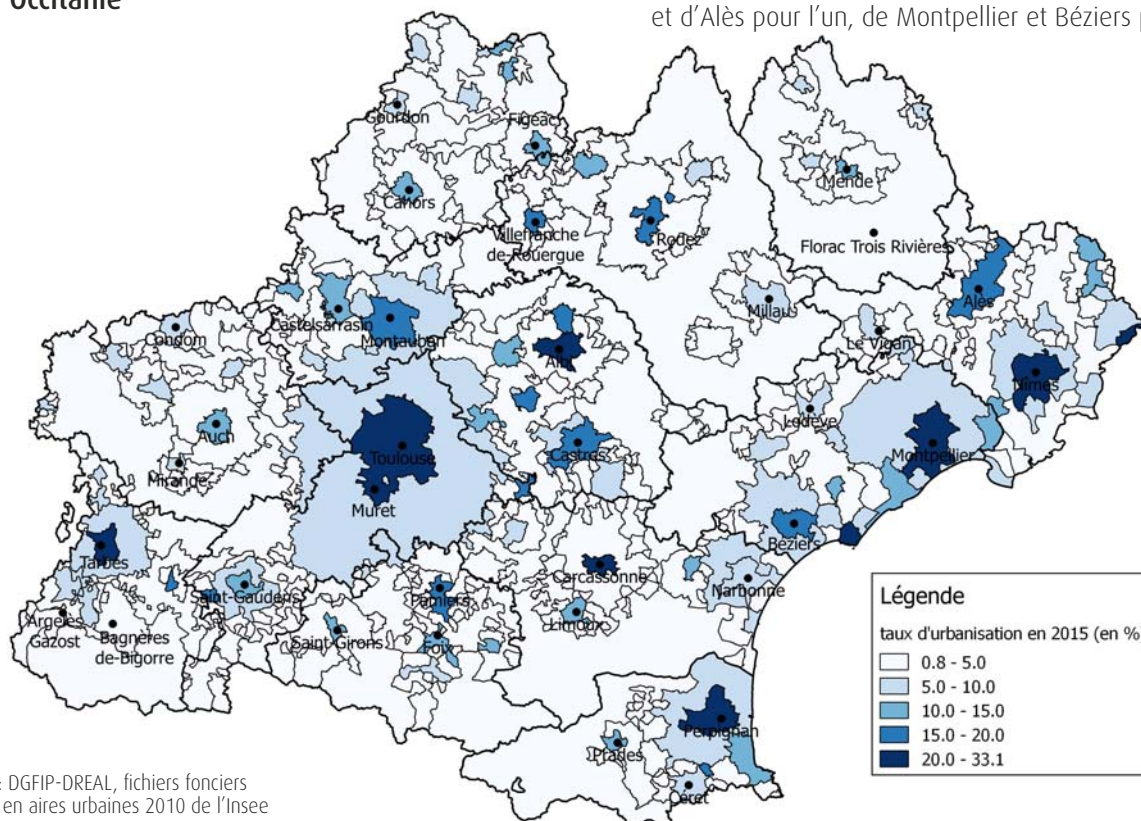 Occitanie
et d'Alès pour l'un, de Montpellier et Béziers p
Gourdon
Figeac
Cahors
Mende
Villefranche
de-Rouergue
Rodez
Florac Trois Rivières
Alès
Castelsarrasin
Montauban
Millau
Condom
Albi
Le Vigan
Nîmes
Auch
Lodève
Mirande
Toulouse
Castres
Montpellier
Muret
Béziers
Tarbes
Carcassonne
Narbonne
Saint-Gaudens
Pamiers
Limoux
Argeles
Gazost
Bagnères
de-Bigorre
Saint-Girons
Foix
Perpignan
Prades
Céret
Légende
taux d'urbanisation en 2015 (en %
0.8 - 5.0
5.0 - 10.0
10.0 - 15.0
15.0 - 20.0
20.0 - 33.1
: DGFIP-DREAL, fichiers fonciers
en aires urbaines 2010 de l'Insee